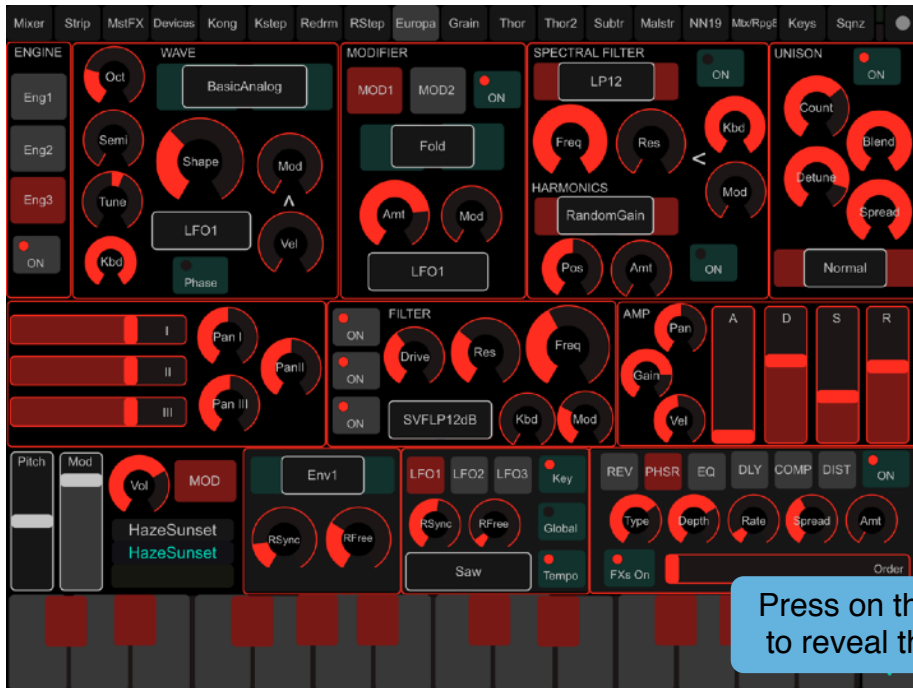 Mixer Strip MstFX Devices Kong Kstep Redrm RStep Europa Grain Thor Thor2 Subtr Malstr NN19 Keys Sqnz
ENGINE
Eng1
Eng2
Eng3
ON
WAVE
Oct
BasicAnalog
Semi
Shape
Mod
Tune
LFO1
^
Vel
Kbd
Phase
MODIFIER
MOD1 MOD2 ON
Fold
Amt Mod
LFO1
SPECTRAL FILTER
LP12 ON
Freq Res < Kbd
Mod
HARMONICS
RandomGain
Pos Amt ON
UNISON
ON
Count
Blend
Detune
Spread
Normal
I
II
III
Pan I
PanII
Pan III
FILTER
ON
ON
ON
Drive Res Freq
SVFLP12dB Kbd Mod
AMP
Pan
Gain
Vel
A D S R
Pitch Mod
Vol MOD
HazeSunset
HazeSunset
Env1
RSync RFree
LFO1 LFO2 LFO3 Key
RSync RFree Global
Saw Tempo
REV PHSR EQ DLY COMP DIST ON
Type Depth Rate Spread Amt
FXs On Order
Press on th
to reveal th